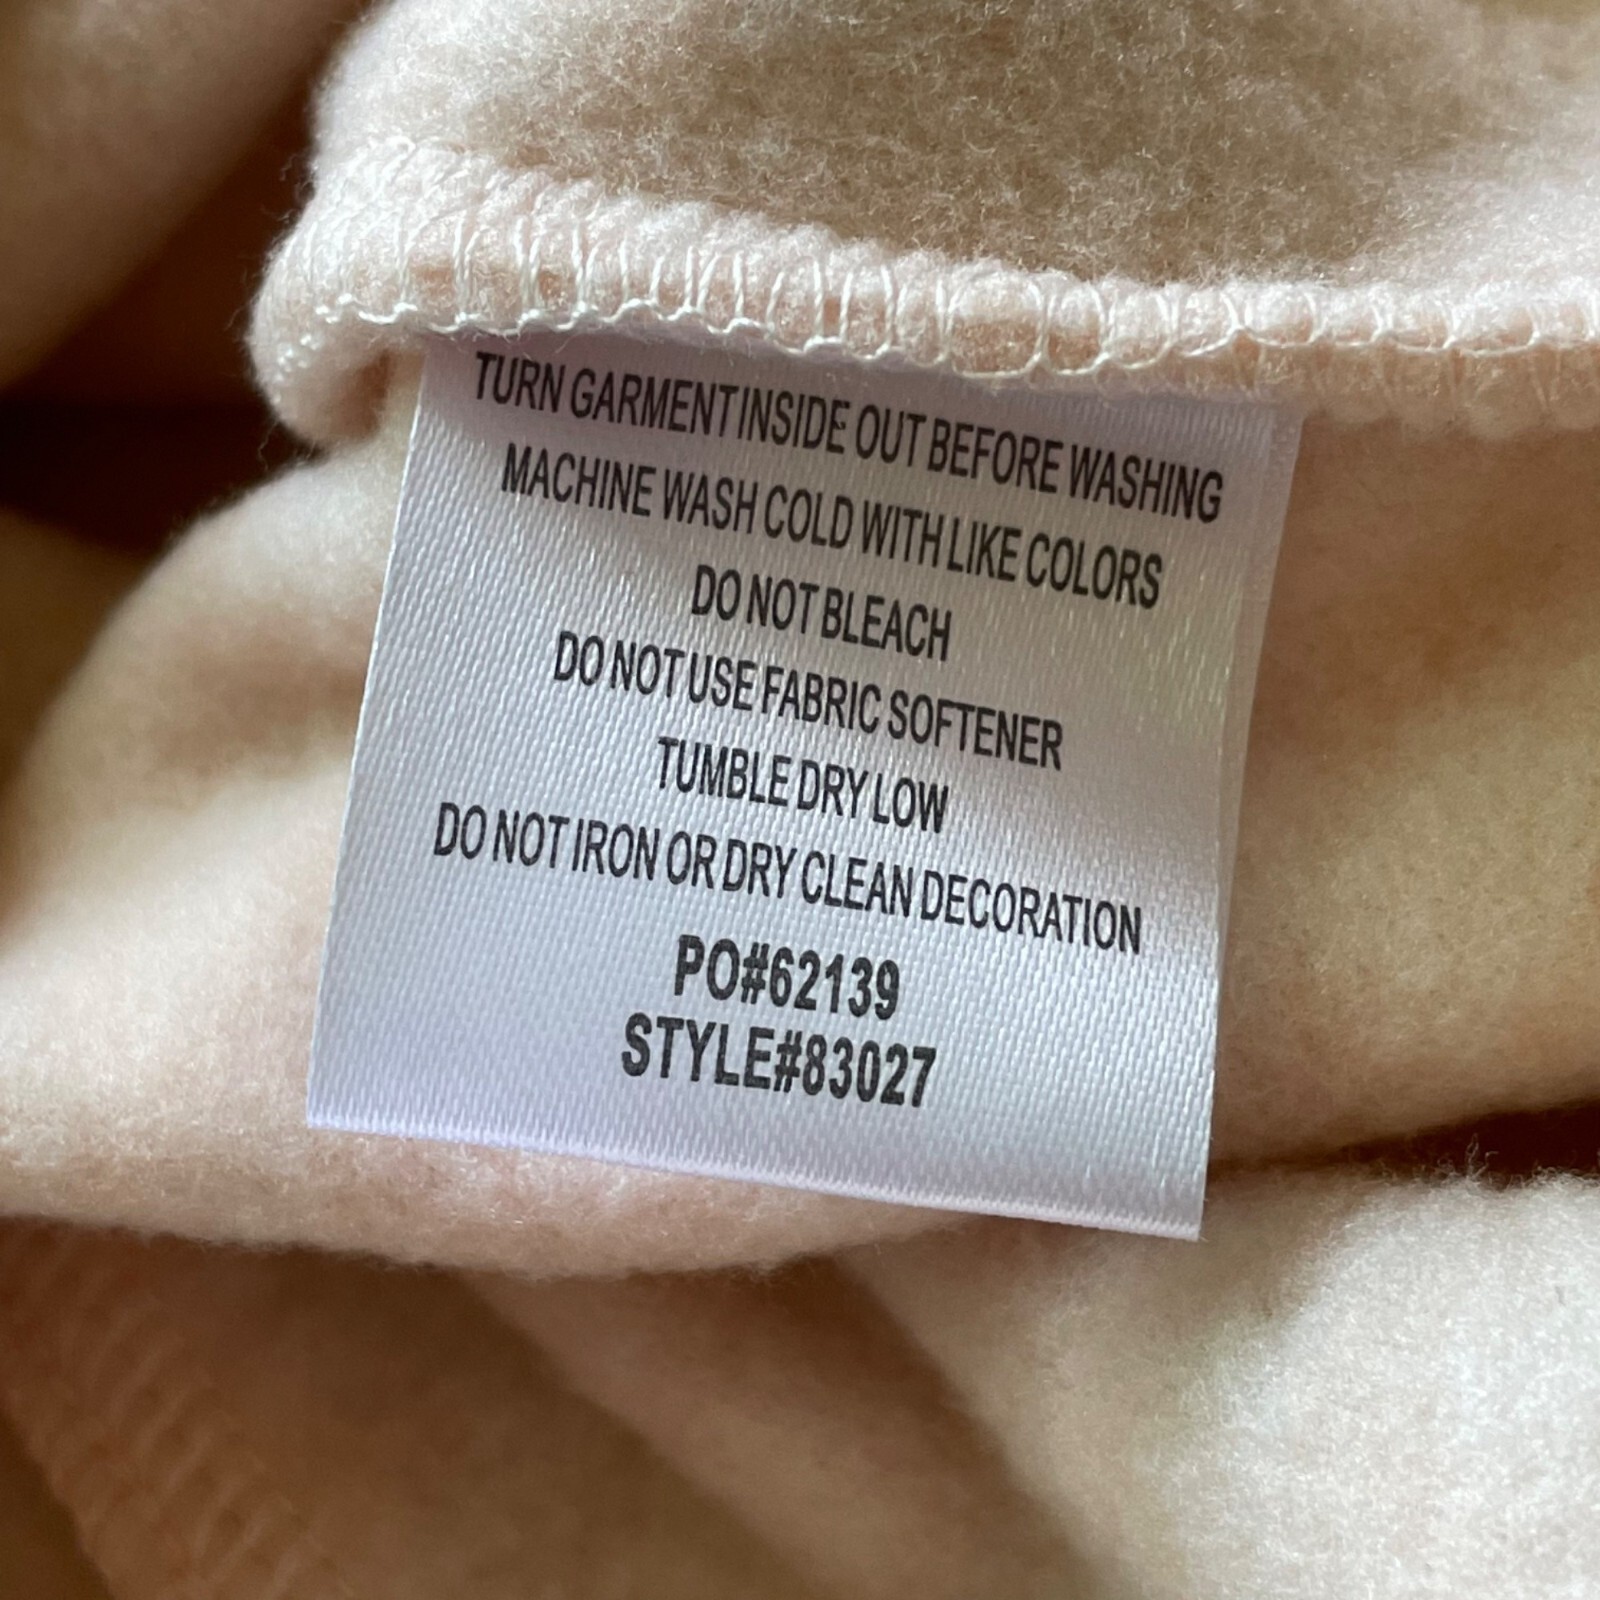 TURN GARMENT INSIDE OUT BEFORE WASHING
MACHINE WASH COLD WITH LIKE COLORS
DO NOT BLEACH
DO NOT USE FABRIC SOFTENER
TUMBLE DRY LOW
DO NOT IRON OR DRY CLEAN DECORATION
PO#62139
STYLE#83027